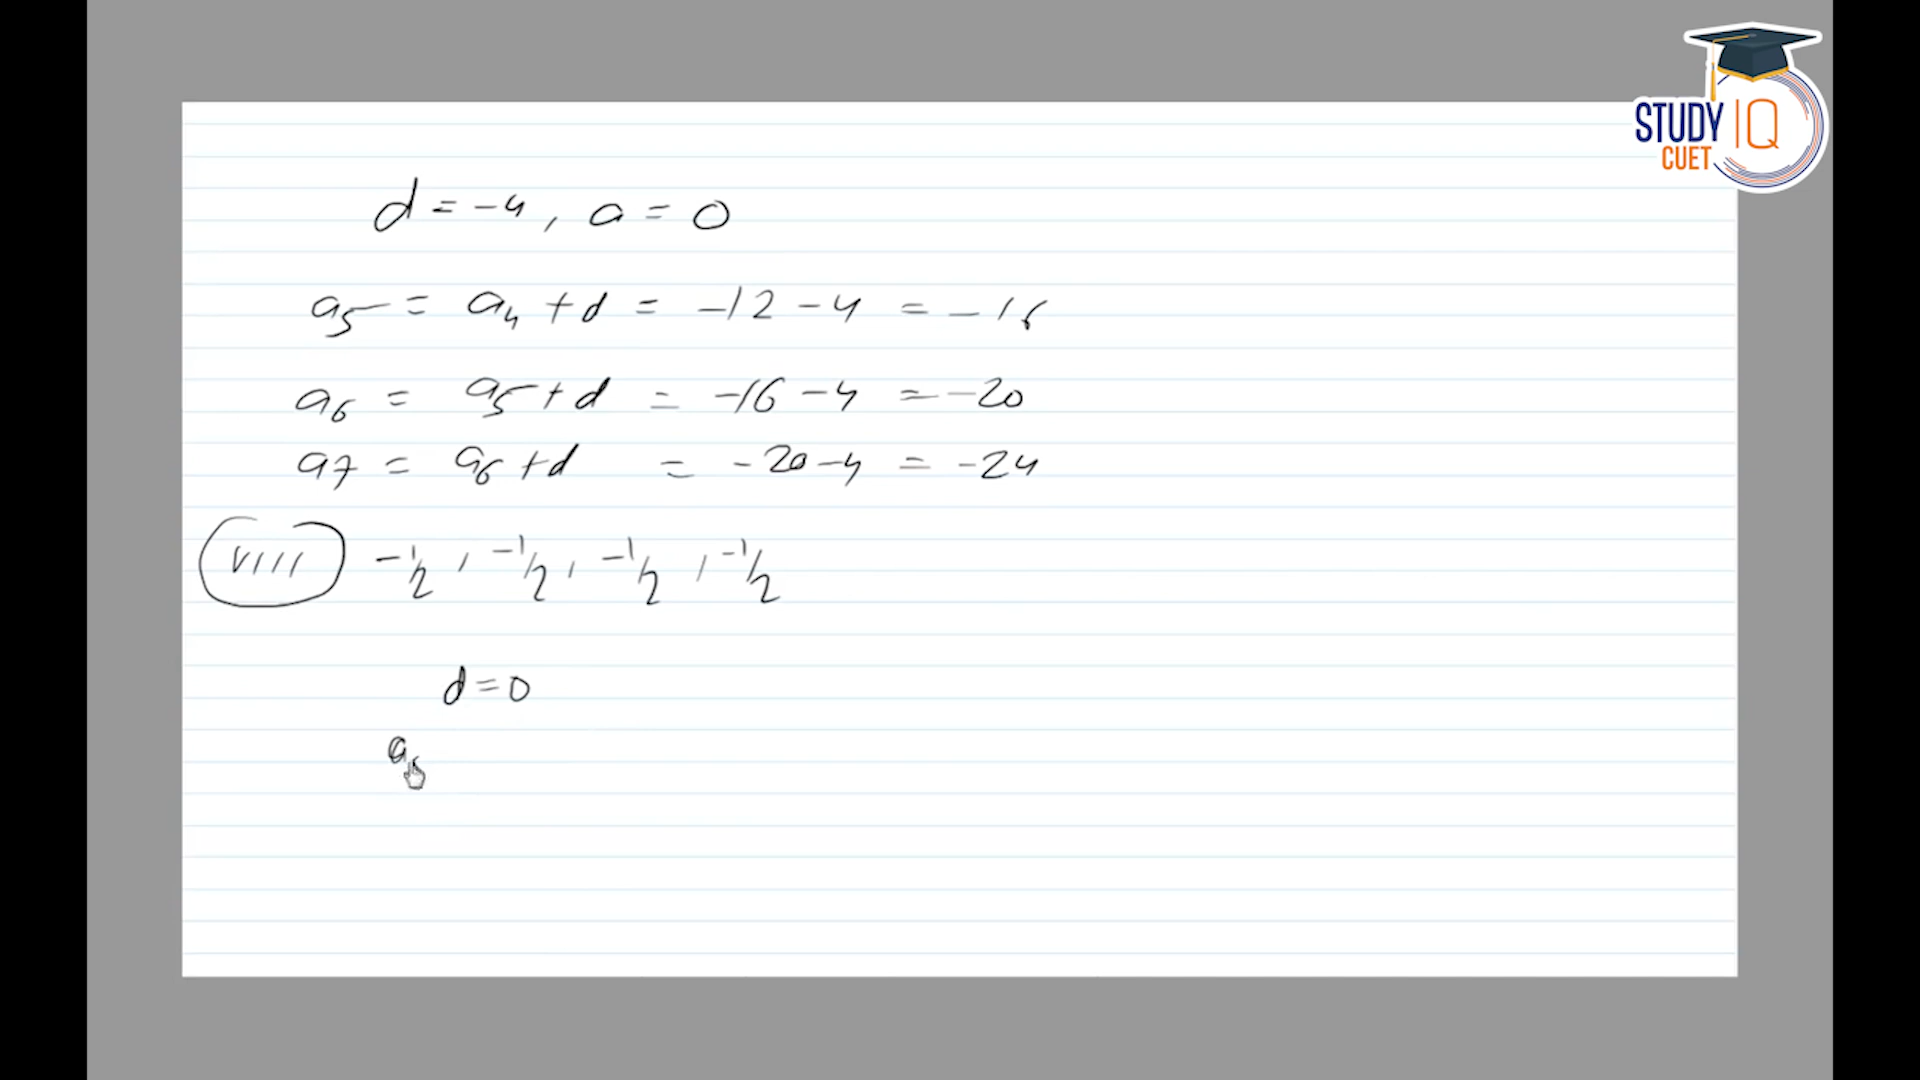 STUDY IQ
CUET
d = -4, a = 0
a5 = a4 + d = -12 - 4 = -16
a6 = a5 + d = -16 - 4 = -20
a7 = a6 + d = -20 - 4 = -24
VIII -1/2, -1/2, -1/2, -1/2
d = 0
a